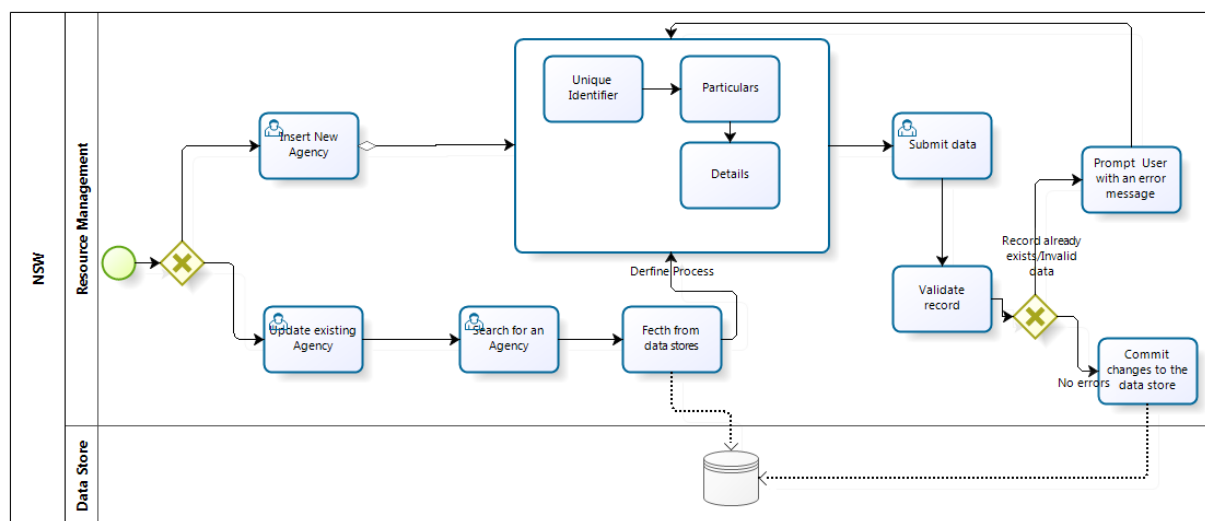 NSW
Resource Management
Data Store
Insert New
Agency
Unique
Identifier
Particulars
Details
Derfine Process
Submit data
Prompt User
with an error
message
Record already
exists/Invalid
data
Validate
record
Update existing
Agency
Search for an
Agency
Fecth from
data stores
No errors
Commit
changes to the
data store